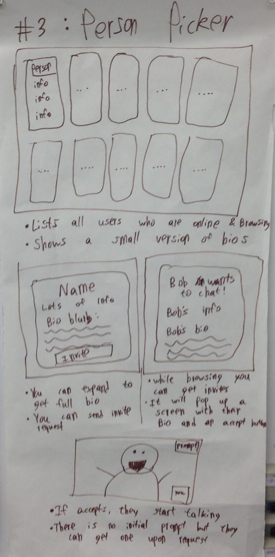 #3 : Person Picker
Person
info
info
info
....
....
....
....
....
....
....
....
....
• Lists all users who are online & Browsing
• Shows a small version of bios
Name
Lots of info
Bio blurb:
Invite
• You can expand to
get full bio
• You can send invite
request
Bob wants
to chat!
Bob's info
Bob's bio
• while browsing you
can get invites
• It will pop up a
screen with their
Bio and an accept button
prompt
me
• If accepts, they start talking
• There is no initial prompt but they
can get one upon request